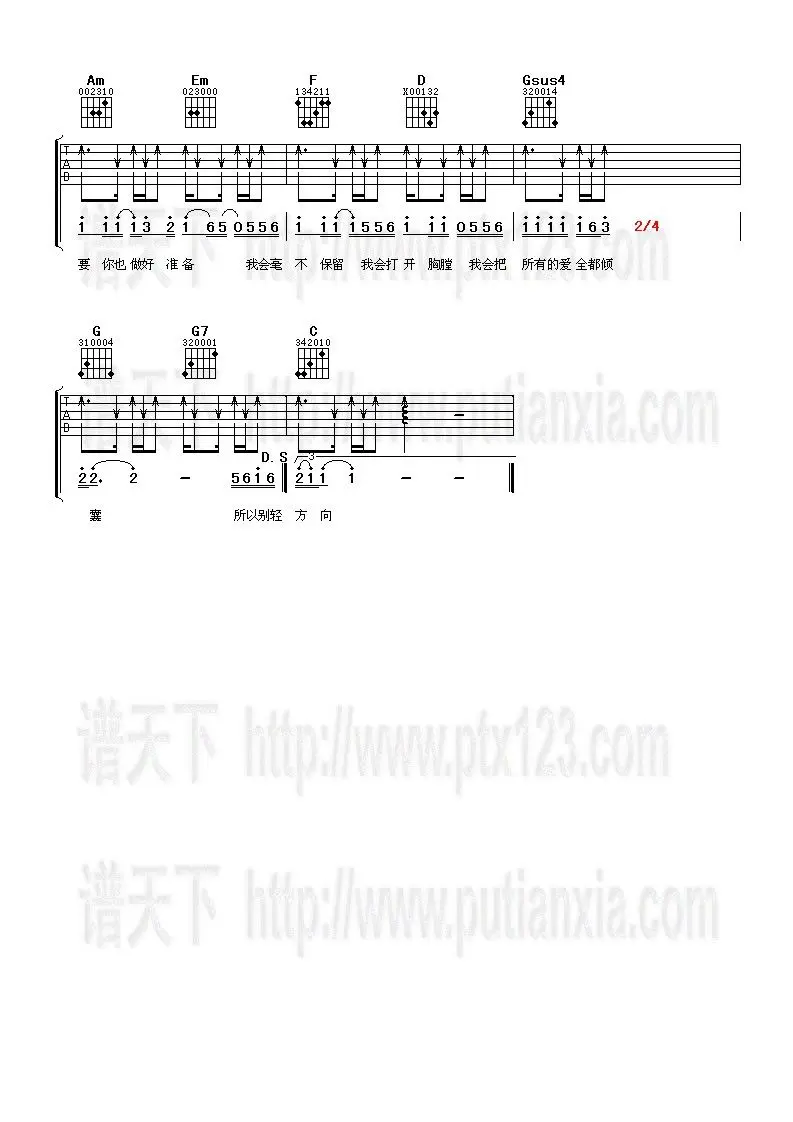 Am Em F D Gsus4
002310 023000 134211 X00132 320014
T
A
B
1 1 1 1 3 2 1 6 5 0 5 5 6 1 1 1 1 5 5 6 1 1 1 0 5 5 6 1 1 1 1 1 6 3 2/4
要 你也 做好 准备 我会毫 不 保留 我会打 开 胸膛 我会把 所有的爱 全都倾
谱天下 http://www.ptx123.com
G G7 C
310004 320001 342010
谱天下 http://www.putianxia.com
T
A
B
D.S 3
2 2. 2 - 5 6 1 6 2 1 1 1 - -
囊 所以别轻 方向
谱天下 http://www.ptx123.com
谱天下 http://www.putianxia.com